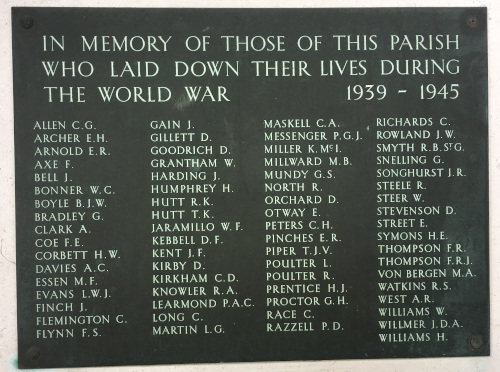 IN MEMORY OF THOSE OF THIS PARISH
WHO LAID DOWN THEIR LIVES DURING
THE WORLD WAR 1939 - 1945
ALLEN C.G.
ARCHER E.H.
ARNOLD E.R.
AXE F.
BELL J.
BONNER W.C.
BOYLE B.J.W.
BRADLEY G.
CLARK A.
COE F.E.
CORBETT H.W.
DAVIES A.C.
ESSEN M.F.
EVANS L.W.J.
FINCH J.
FLEMINGTON C.
FLYNN F.S.
GAIN J.
GILLETT D.
GOODRICH D.
GRANTHAM W.
HARDING J.
HUMPHREY H.
HUTT R.K.
HUTT T.K.
JARAMILLO W.F.
KEBBELL D.F.
KENT J.F.
KIRBY D.
KIRKHAM C.D.
KNOWLER R.A.
LEARMOND P.A.C.
LONG C.
MARTIN L.G.
MASKELL C.A.
MESSENGER P.G.J.
MILLER K.McI.
MILLWARD M.B.
MUNDY G.S.
NORTH R.
ORCHARD D.
OTWAY E.
PETERS C.H.
PINCHES E.R.
PIPER T.J.V.
POULTER L.
POULTER R.
PRENTICE H.J.
PROCTOR G.H.
RACE C.
RAZZELL P.D.
RICHARDS C.
ROWLAND J.W.
SMYTH R.B.StG.
SNELLING G.
SONGHURST J.R.
STEELE R.
STEER W.
STEVENSON D.
STREET E.
SYMONS H.E.
THOMPSON F.R.
THOMPSON F.R.J.
VON BERGEN M.A.
WATKINS R.S.
WEST A.R.
WILLIAMS W.
WILLMER J.D.A.
WILLIAMS H.